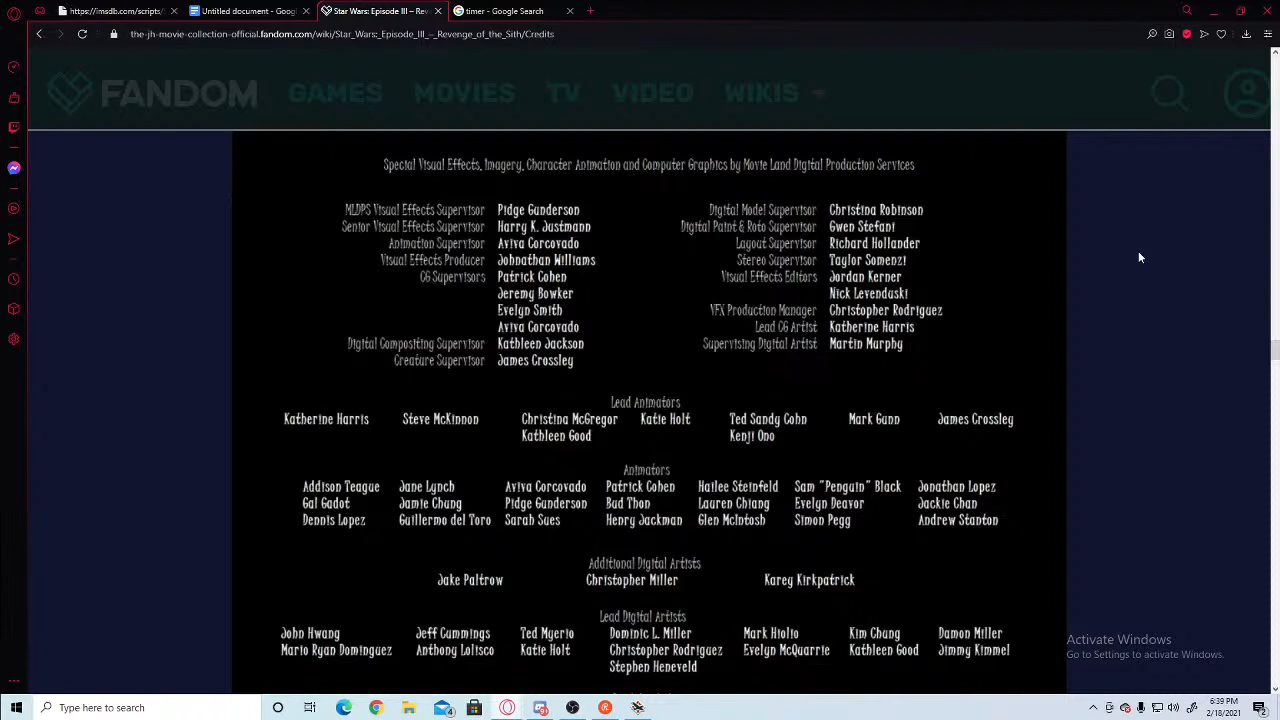 https://imsdb.com/scripts/S
Untitled document - Google
Star Wars: Episode III – Re
timer - Google Search
the-jh-movie-collection-official.fandom.com/wiki/Star_Wars:_Episode_III_–_Revenge_of_the_Sith/Credits
FANDOM GAMES MOVIES TV VIDEO WIKIS
Special Visual Effects, Imagery, Character Animation and Computer Graphics by Movie Land Digital Production Services
MLDPS Visual Effects Supervisor Pidge Gunderson Digital Model Supervisor Christina Robinson
Senior Visual Effects Supervisor Harry K. Justmann Digital Paint & Roto Supervisor Gwen Stefani
Animation Supervisor Aviva Corcovado Layout Supervisor Richard Hollander
Visual Effects Producer Johnathan Williams Stereo Supervisor Taylor Somenzi
CG Supervisors Patrick Cohen Visual Effects Editors Jordan Kerner
Jeremy Bowker Nick Levenduski
Evelyn Smith VFX Production Manager Christopher Rodriguez
Aviva Corcovado Lead CG Artist Katherine Harris
Digital Compositing Supervisor Kathleen Jackson Supervising Digital Artist Martin Murphy
Creature Supervisor James Crossley
Lead Animators
Katherine Harris Steve McKinnon Christina McGregor Katie Holt Ted Sandy Cohn Mark Gunn James Crossley
Kathleen Good Kenji Ono
Animators
Addison Teague Jane Lynch Aviva Corcovado Patrick Cohen Hailee Steinfeld Sam "Penguin" Black Jonathan Lopez
Gal Gadot Jamie Chung Pidge Gunderson Bud Thon Lauren Chiang Evelyn Deavor Jackie Chan
Dennis Lopez Guillermo del Toro Sarah Sues Henry Jackman Glen McIntosh Simon Pegg Andrew Stanton
Additional Digital Artists
Jake Paltrow Christopher Miller Karey Kirkpatrick
Lead Digital Artists
John Hwang Jeff Cummings Ted Myerio Dominic L. Miller Mark Hiolio Kim Chung Damon Miller
Mario Ryan Dominguez Anthony Lolisco Katie Holt Christopher Rodriguez Evelyn McQuarrie Kathleen Good Jimmy Kimmel
Stephen Heneveld
Activate Windows
Go to Settings to activate Windows.
Type here to search
6:39 PM
2/18/2021